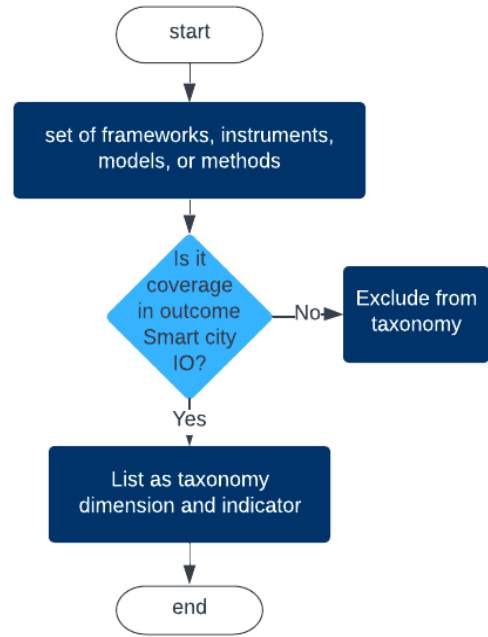 start
set of frameworks, instruments,
models, or methods
Is it
coverage
in outcome
Smart city
IO?
No
Exclude from
taxonomy
Yes
List as taxonomy
dimension and indicator
end